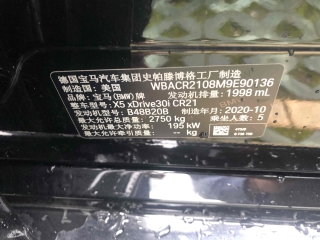 德国宝马汽车集团史帕滕博格工厂制造
制造国：美国 WBACR2108M9E90136
品牌：宝马(BMW)牌 发动机排量：1998 mL
整车型号：X5 xDrive30i CR21
发动机型号：B4BB20B 制造年月：2020-10
最大允许总质量：2750 kg 乘坐人数：5
发动机最大净功率：195 kW
-- kg